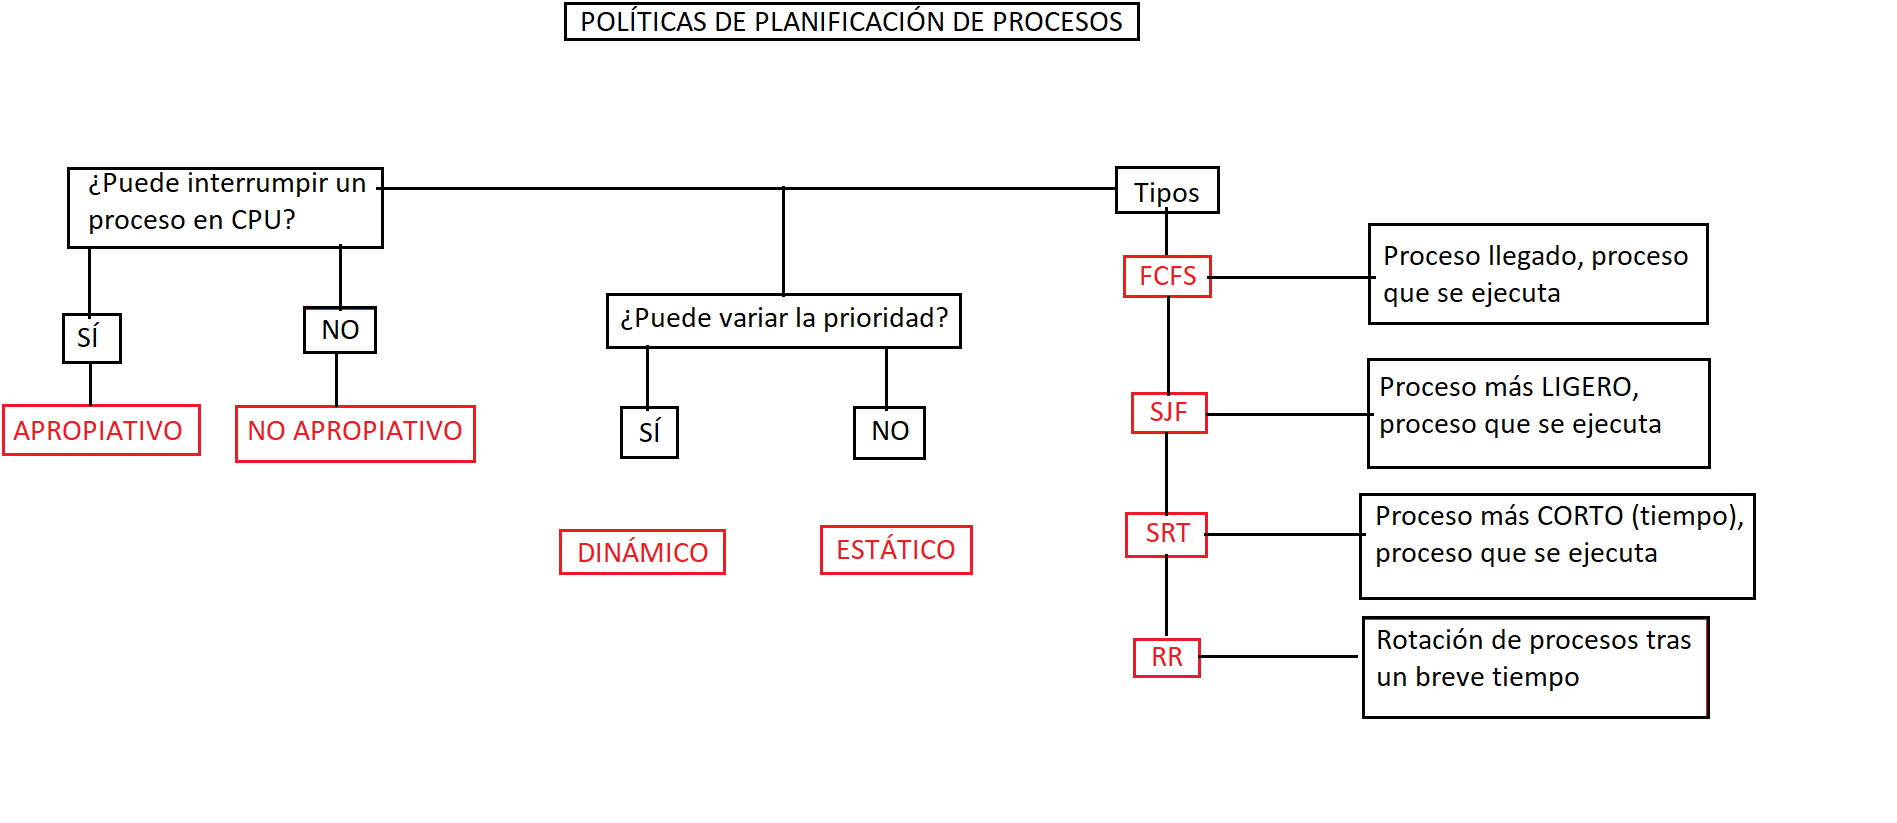 POLÍTICAS DE PLANIFICACIÓN DE PROCESOS
¿Puede interrumpir un
proceso en CPU?
SÍ
NO
APROPIATIVO
NO APROPIATIVO
¿Puede variar la prioridad?
SÍ
NO
DINÁMICO
ESTÁTICO
Tipos
FCFS
Proceso llegado, proceso
que se ejecuta
SJF
Proceso más LIGERO,
proceso que se ejecuta
SRT
Proceso más CORTO (tiempo),
proceso que se ejecuta
RR
Rotación de procesos tras
un breve tiempo